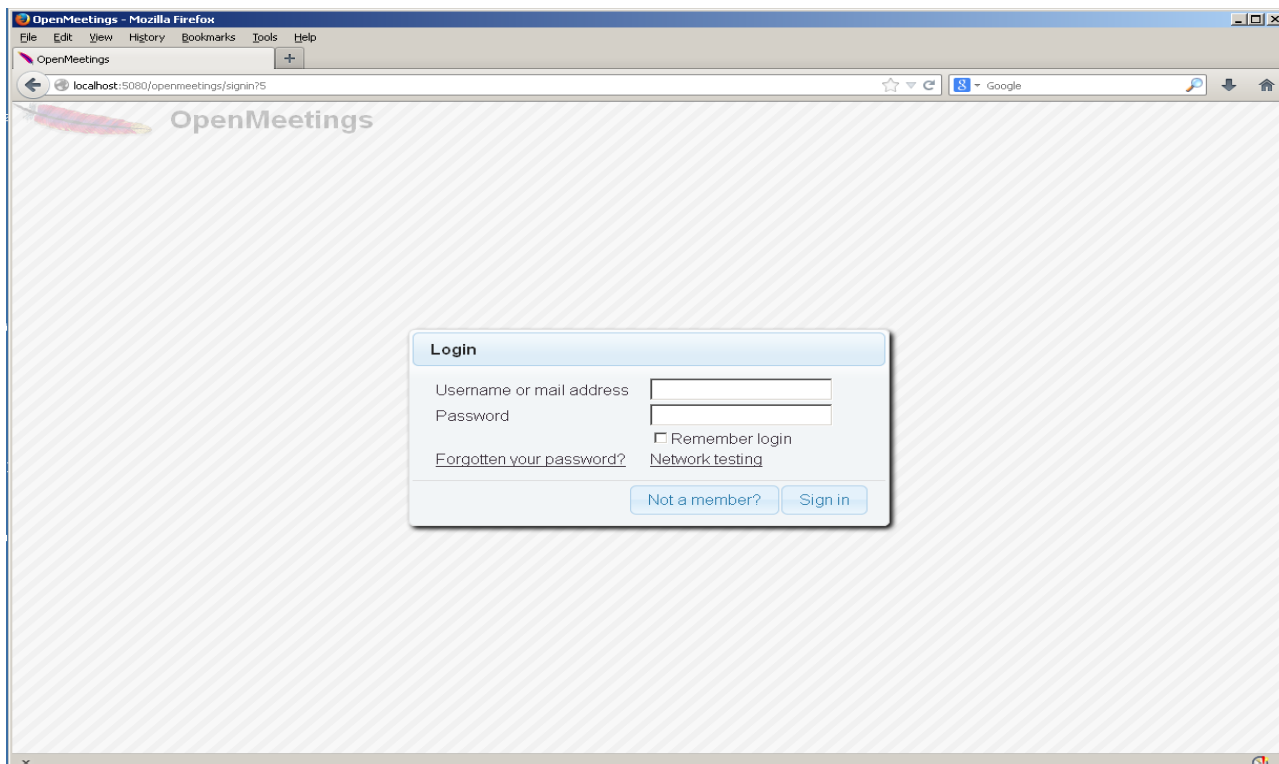 OpenMeetings - Mozilla Firefox
File Edit View History Bookmarks Tools Help
OpenMeetings +
localhost:5080/openmeetings/signin?5 8 Google
OpenMeetings
Login
Username or mail address
Password
Remember login
Forgotten your password? Network testing
Not a member? Sign in